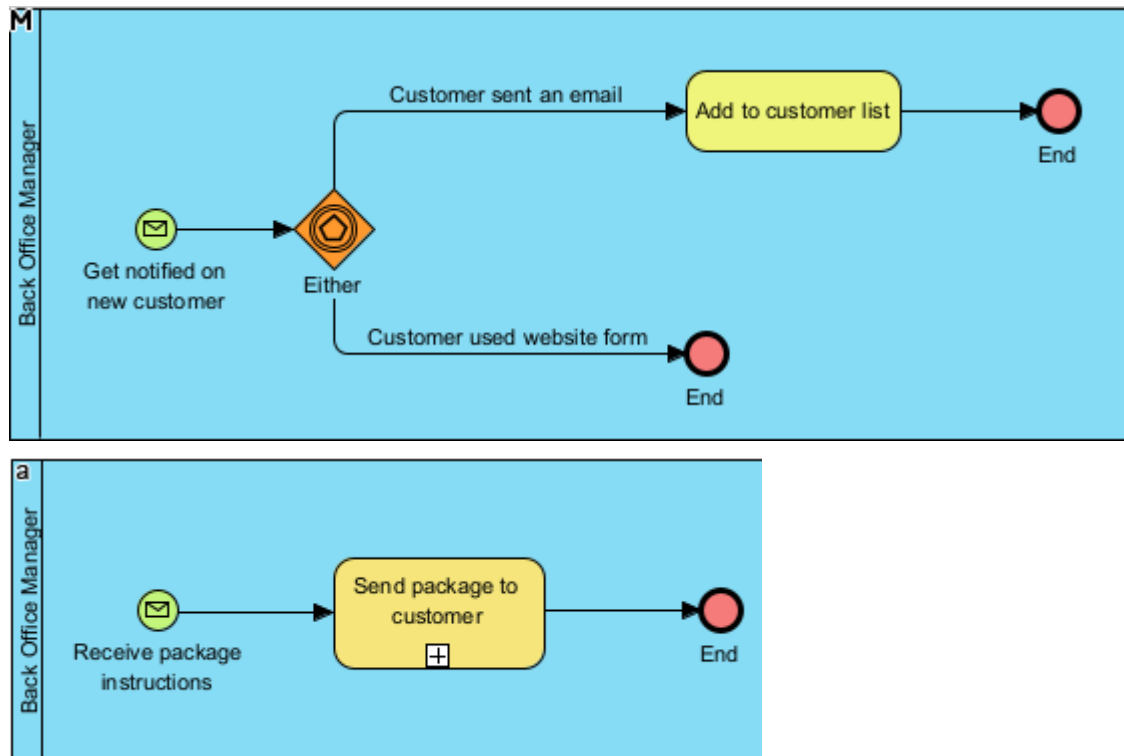 M
Back Office Manager
Customer sent an email
Add to customer list
End
Get notified on
new customer
Either
Customer used website form
End
a
Back Office Manager
Send package to
customer
Receive package
instructions
End